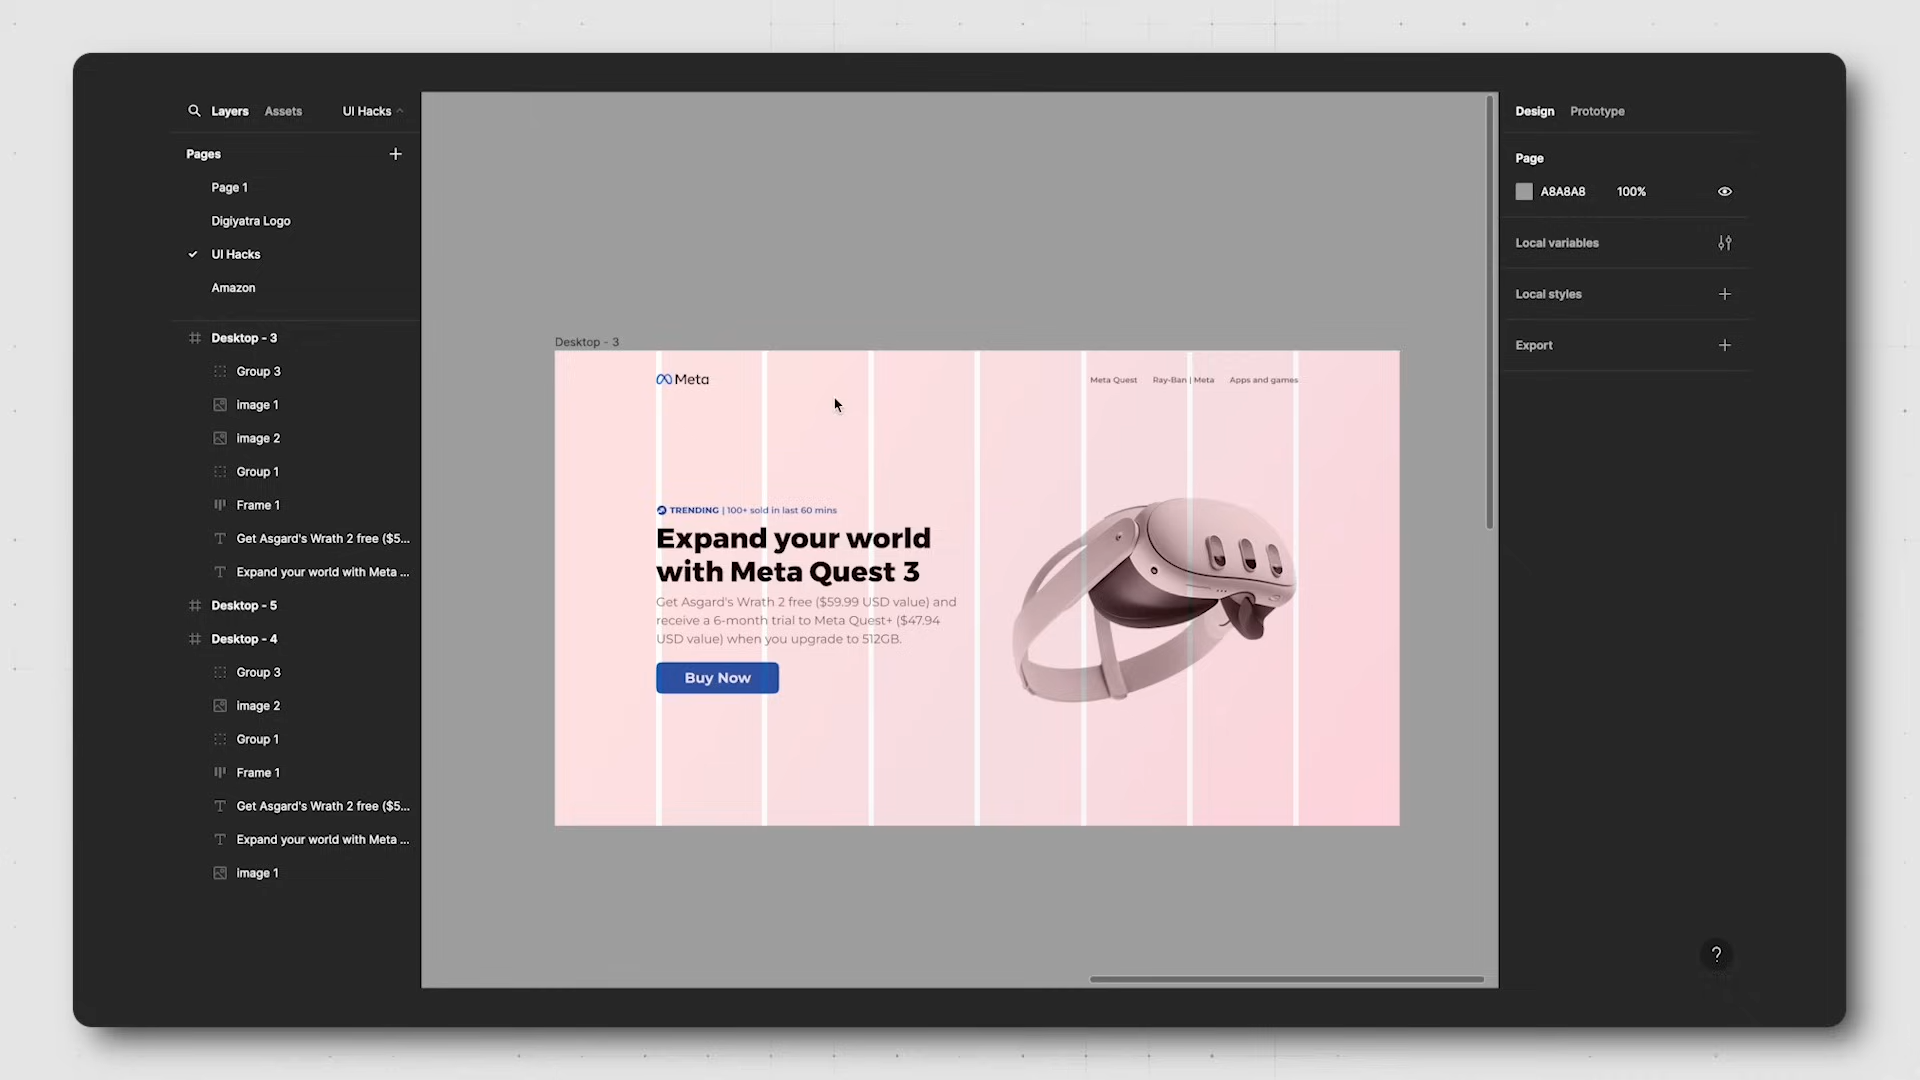 Layers
Assets
UI Hacks
Pages
Page 1
Digiyatra Logo
UI Hacks
Amazon
Desktop - 3
Group 3
image 1
image 2
Group 1
Frame 1
Get Asgard's Wrath 2 free ($5...
Expand your world with Meta ...
Desktop - 5
Desktop - 4
Group 3
image 2
Group 1
Frame 1
Get Asgard's Wrath 2 free ($5...
Expand your world with Meta ...
image 1
Desktop - 3
Meta
Meta Quest
Ray-Ban | Meta
Apps and games
TRENDING | 100+ sold in last 60 mins
Expand your world
with Meta Quest 3
Get Asgard's Wrath 2 free ($59.99 USD value) and
receive a 6-month trial to Meta Quest+ ($47.94
USD value) when you upgrade to 512GB.
Buy Now
Design
Prototype
Page
A8A8A8
100%
Local variables
Local styles
Export
?